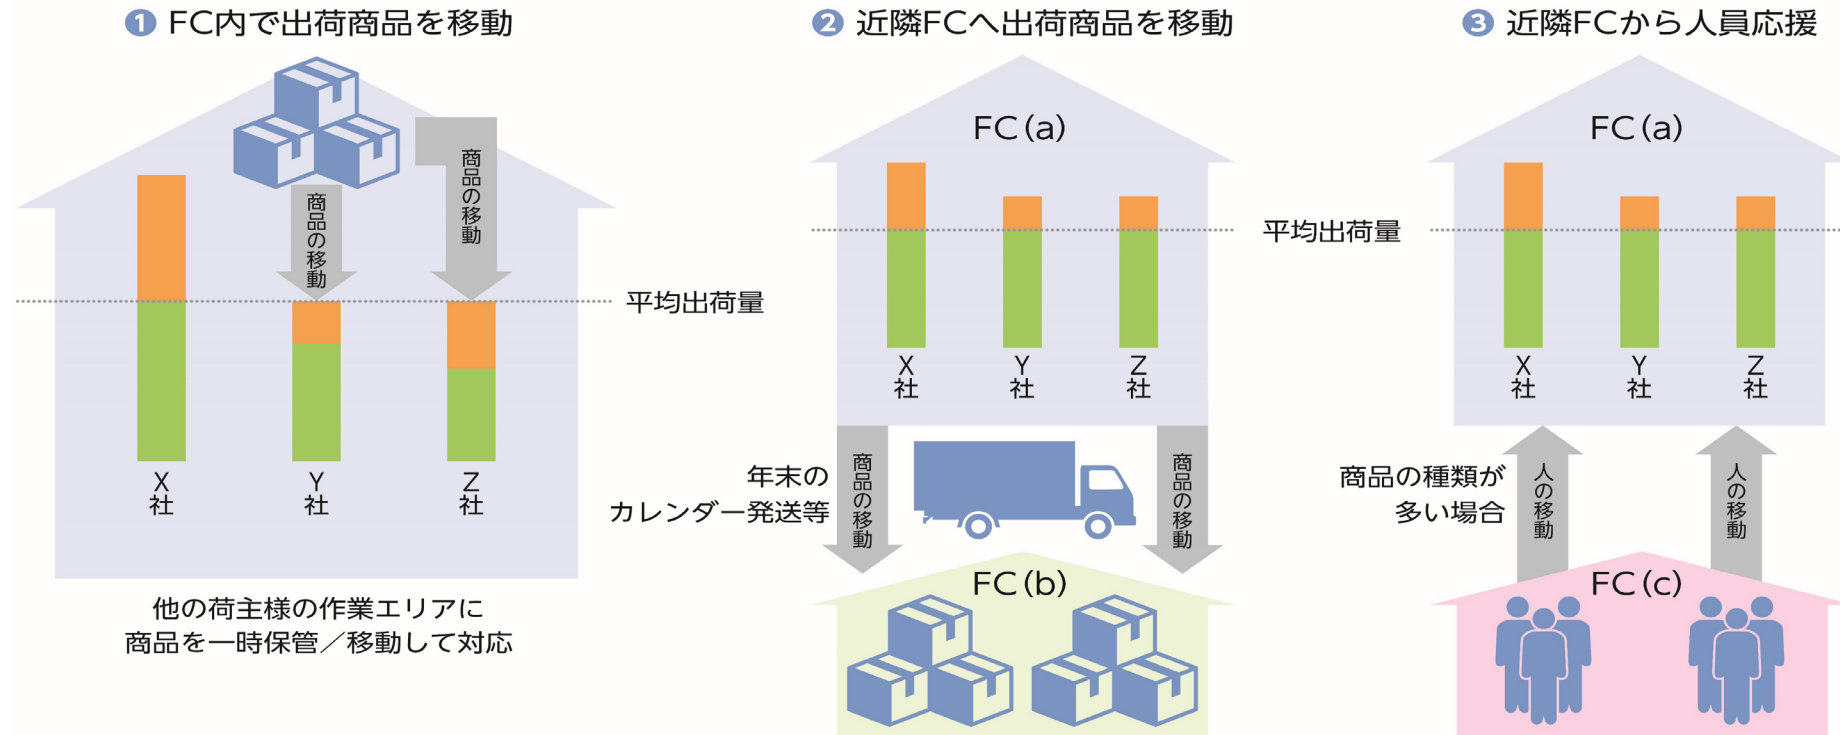 1 FC内で出荷商品を移動
商品の移動
商品の移動
平均出荷量
X社
Y社
Z社
他の荷主様の作業エリアに
商品を一時保管／移動して対応
2 近隣FCへ出荷商品を移動
FC(a)
平均出荷量
X社
Y社
Z社
年末の
カレンダー発送等
商品の移動
商品の移動
FC(b)
3 近隣FCから人員応援
FC(a)
X社
Y社
Z社
商品の種類が
多い場合
人の移動
人の移動
FC(c)